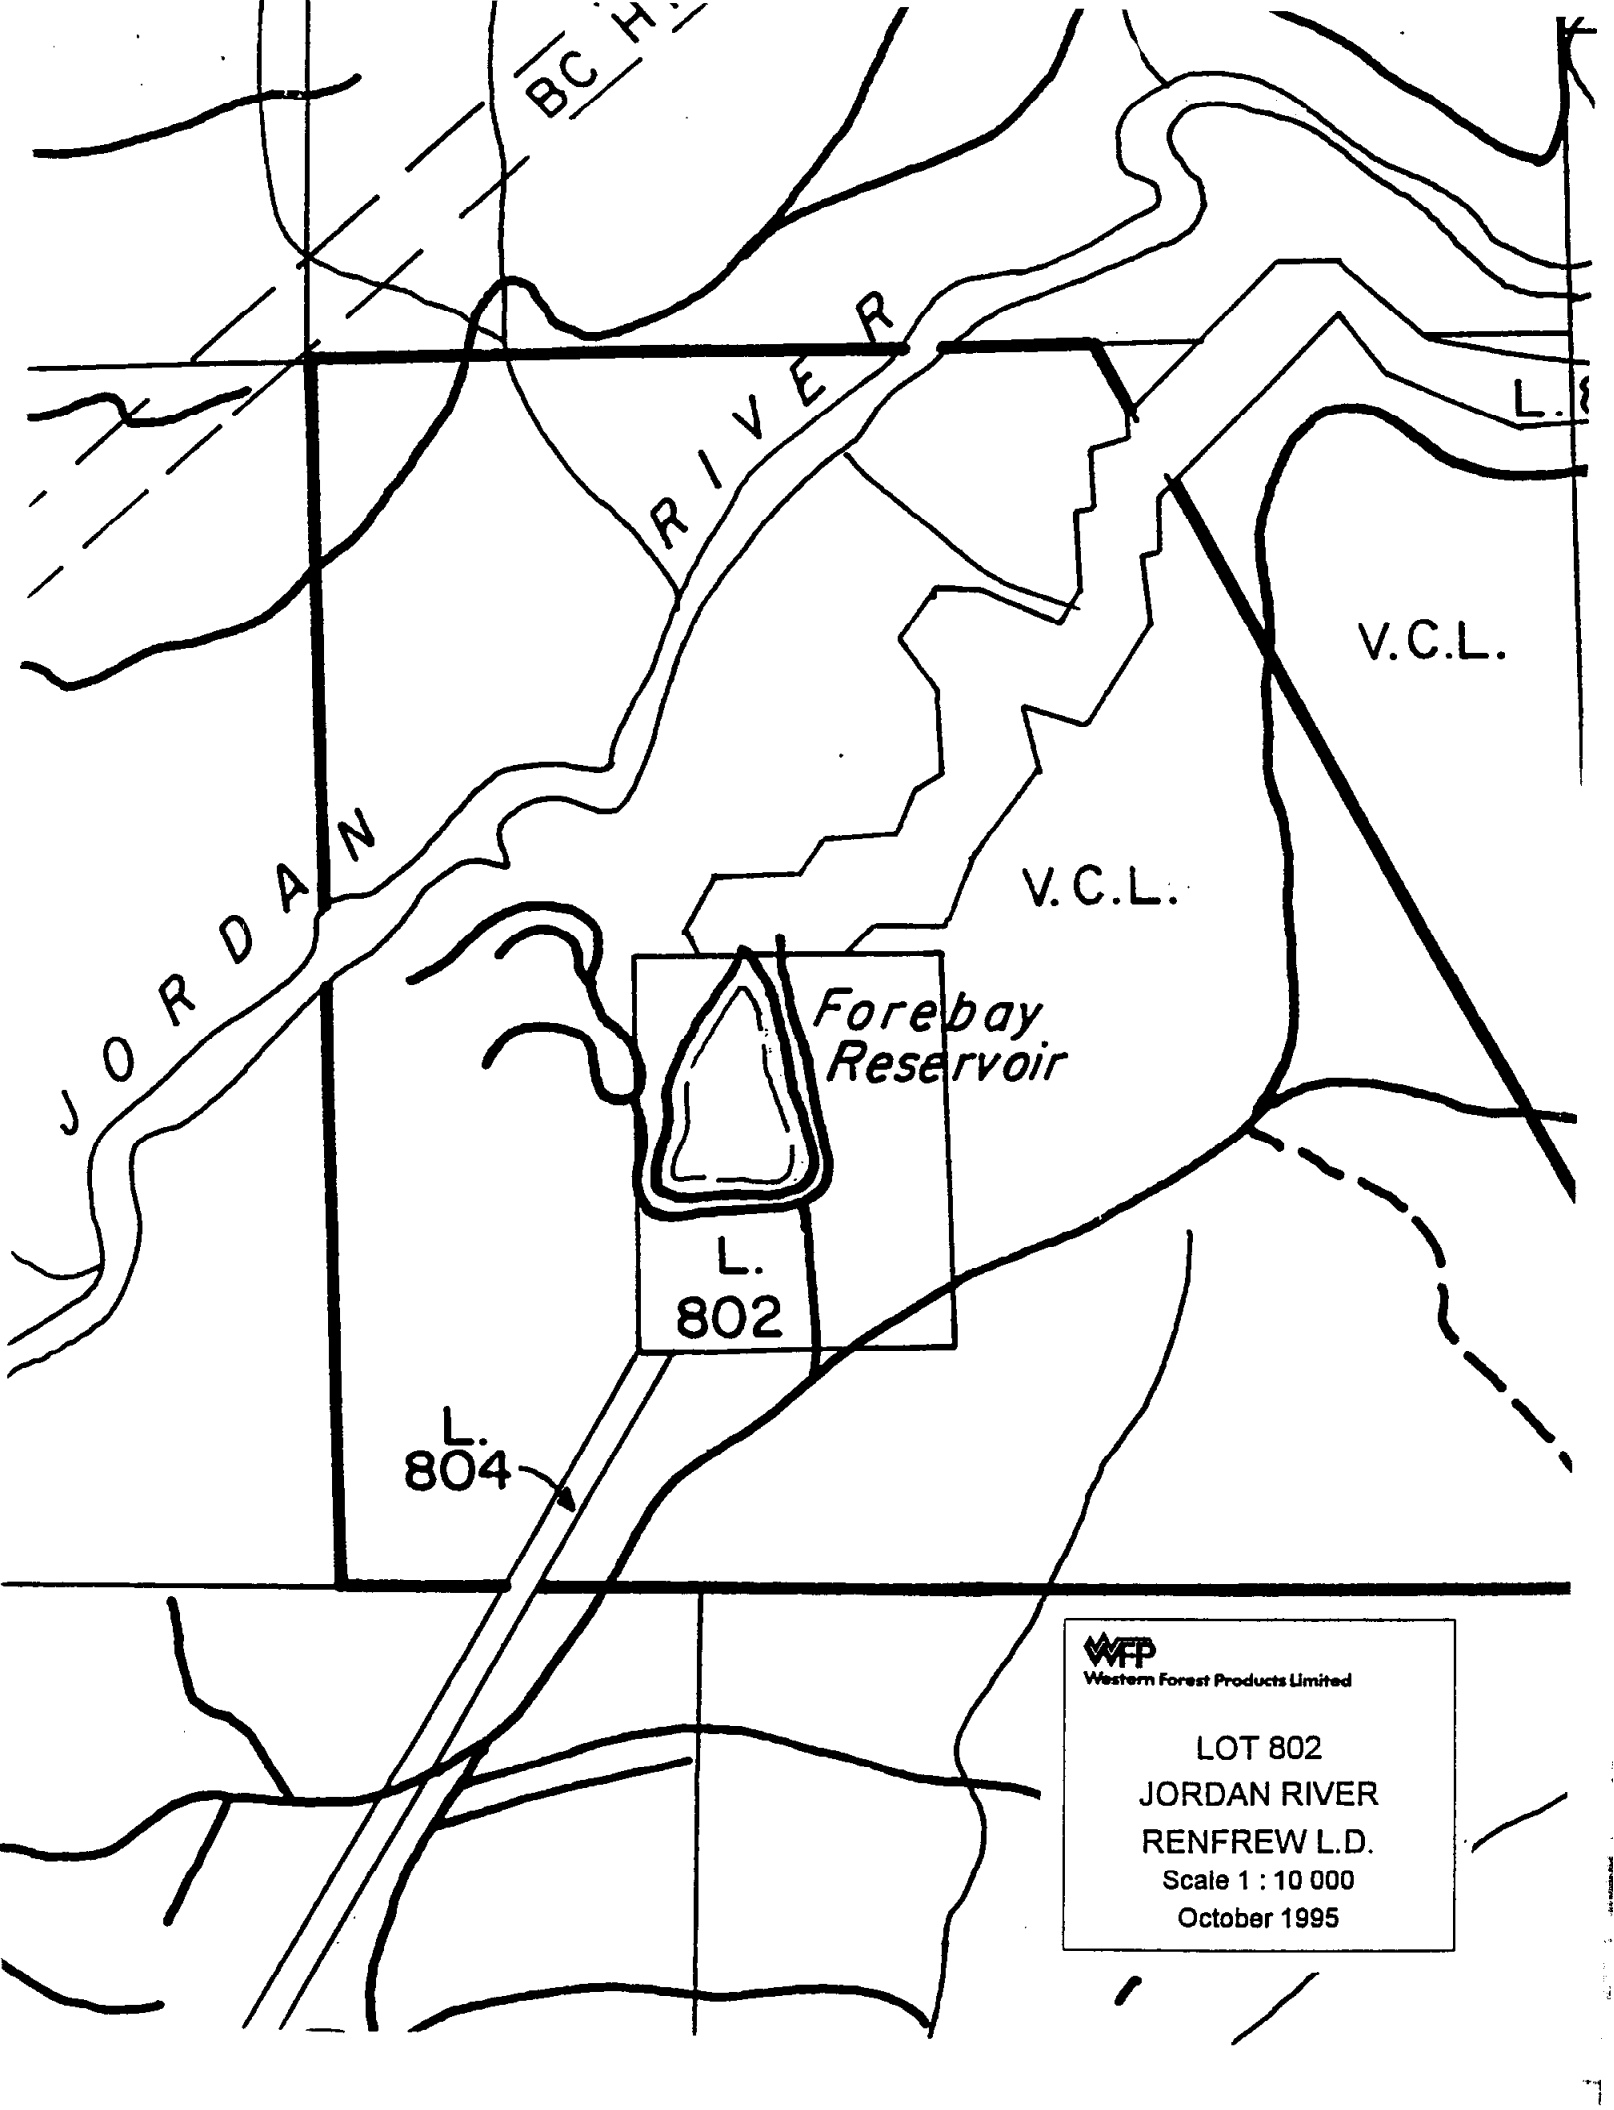 BC H
RIVER
L.
V.C.L.
JORDAN
V.C.L.
Forebay
Reservoir
L.
802
L.
804
WFP
Western Forest Products Limited
LOT 802
JORDAN RIVER
RENFREW L.D.
Scale 1 : 10 000
October 1995